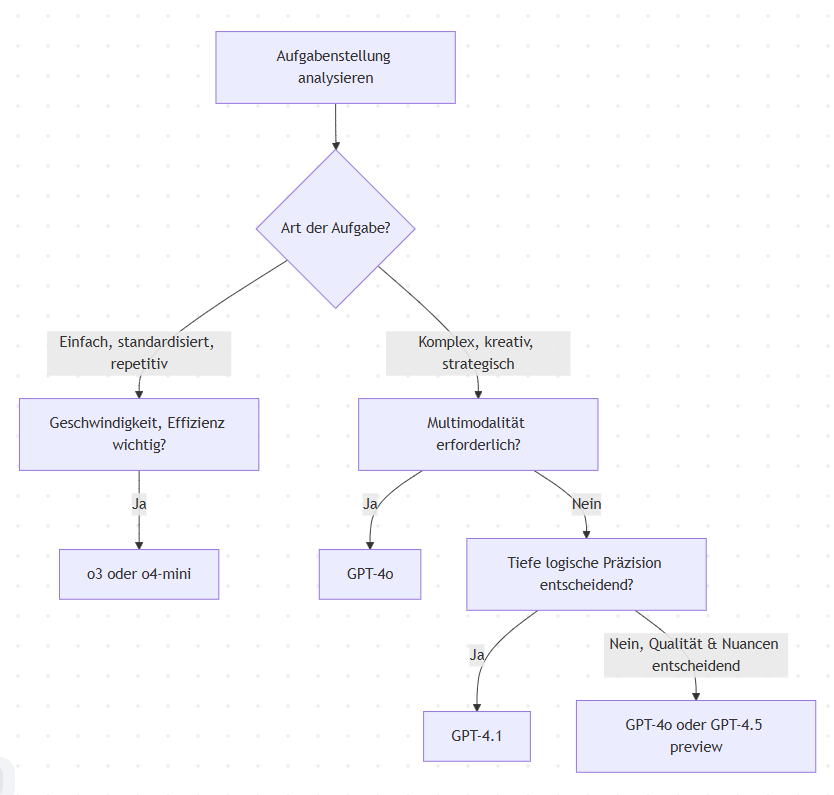 Aufgabenstellung
analysieren
Art der Aufgabe?
Einfach, standardisiert,
repetitiv
Komplex, kreativ,
strategisch
Geschwindigkeit, Effizienz
wichtig?
Multimodalität
erforderlich?
Ja
Ja
Nein
o3 oder o4-mini
GPT-4o
Tiefe logische Präzision
entscheidend?
Ja
Nein, Qualität & Nuancen
entscheidend
GPT-4.1
GPT-4o oder GPT-4.5
preview